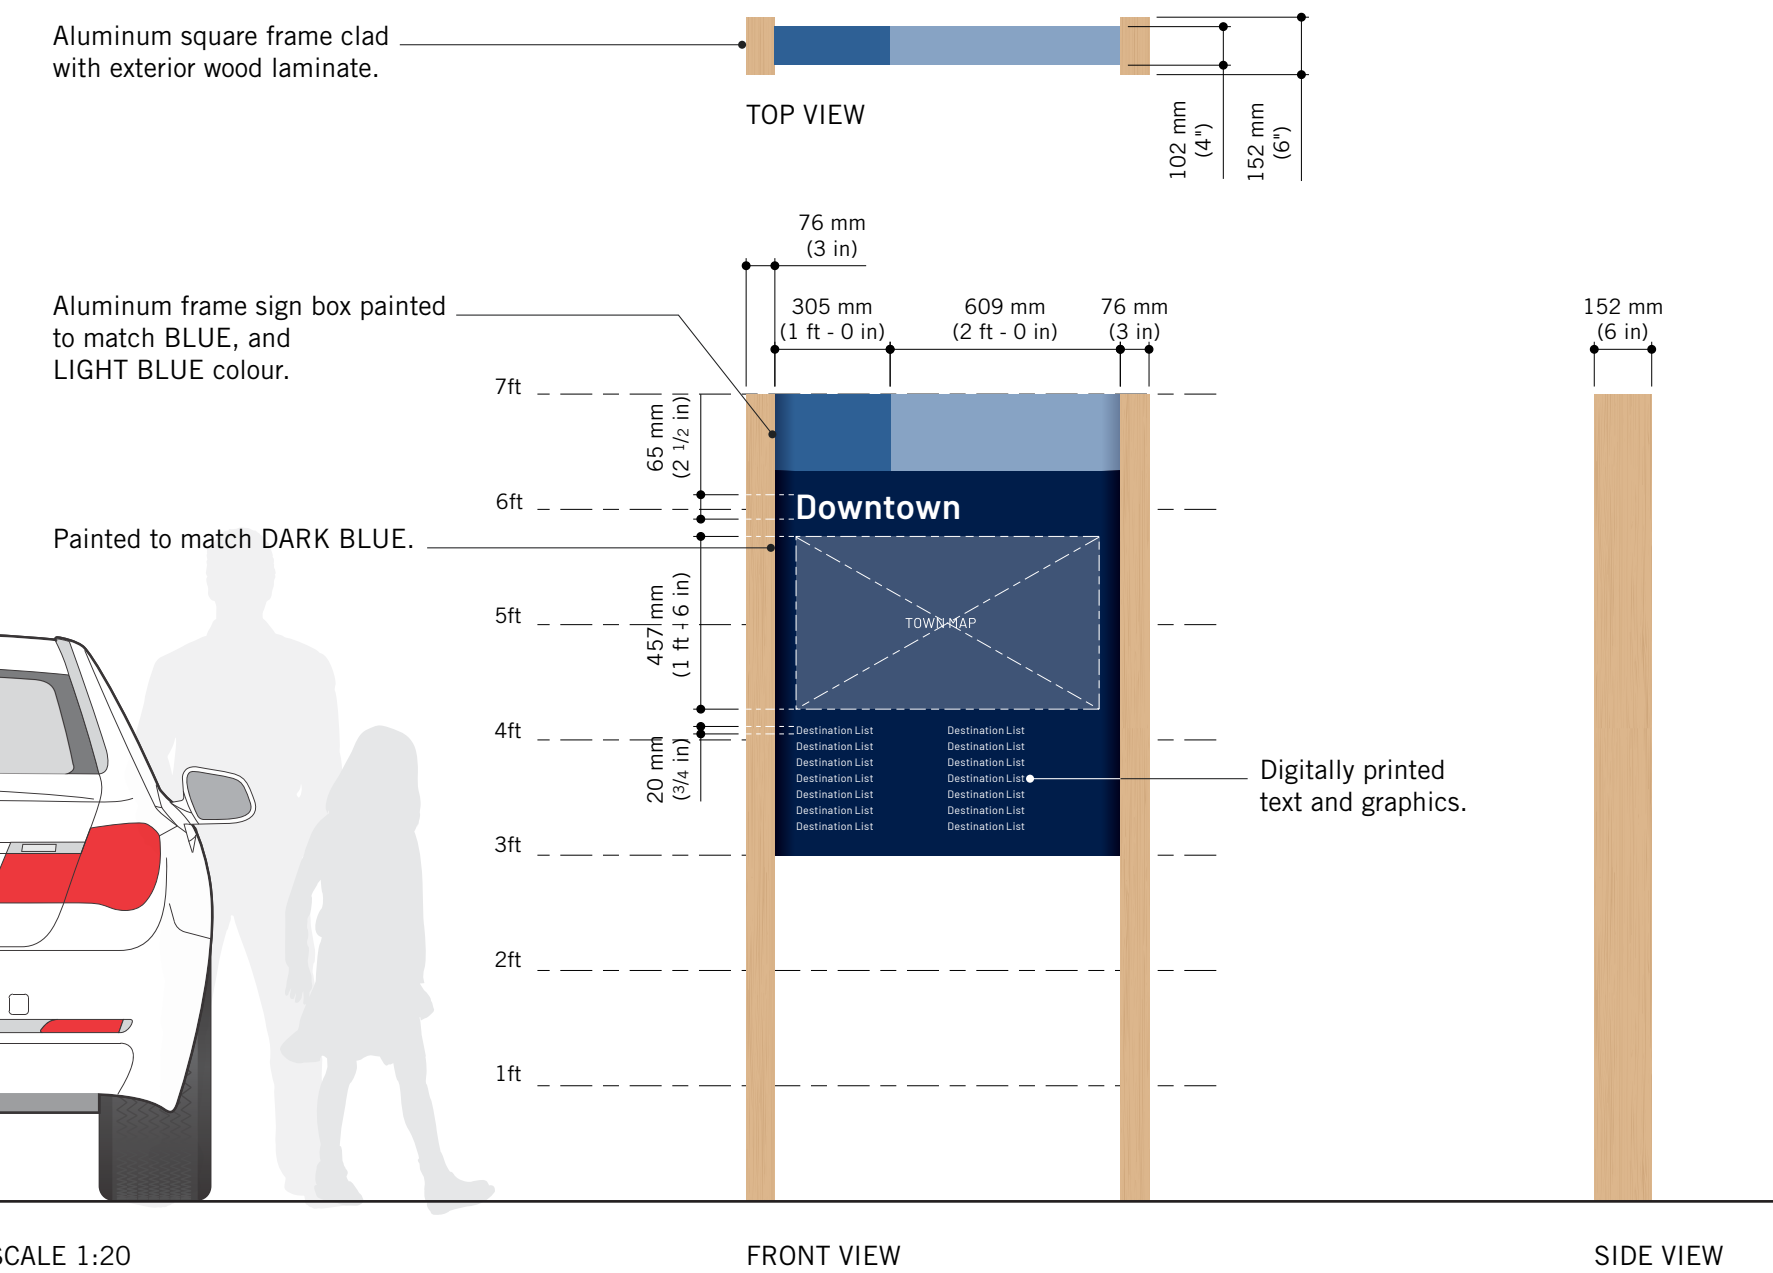 Aluminum square frame clad
with exterior wood laminate.
TOP VIEW
102 mm
(4")
152 mm
(6")
76 mm
(3 in)
Aluminum frame sign box painted
to match BLUE, and
LIGHT BLUE colour.
305 mm
(1 ft - 0 in)
609 mm
(2 ft - 0 in)
76 mm
(3 in)
152 mm
(6 in)
7ft
65 mm
(2 1/2 in)
6ft
Downtown
Painted to match DARK BLUE.
5ft
457 mm
(1 ft - 6 in)
TOWN MAP
4ft
20 mm
(3/4 in)
Destination List
Destination List
Destination List
Destination List
Destination List
Destination List
Destination List
Destination List
Destination List
Destination List
Destination List
Destination List
Destination List
Destination List
Digitally printed
text and graphics.
3ft
2ft
1ft
SCALE 1:20
FRONT VIEW
SIDE VIEW